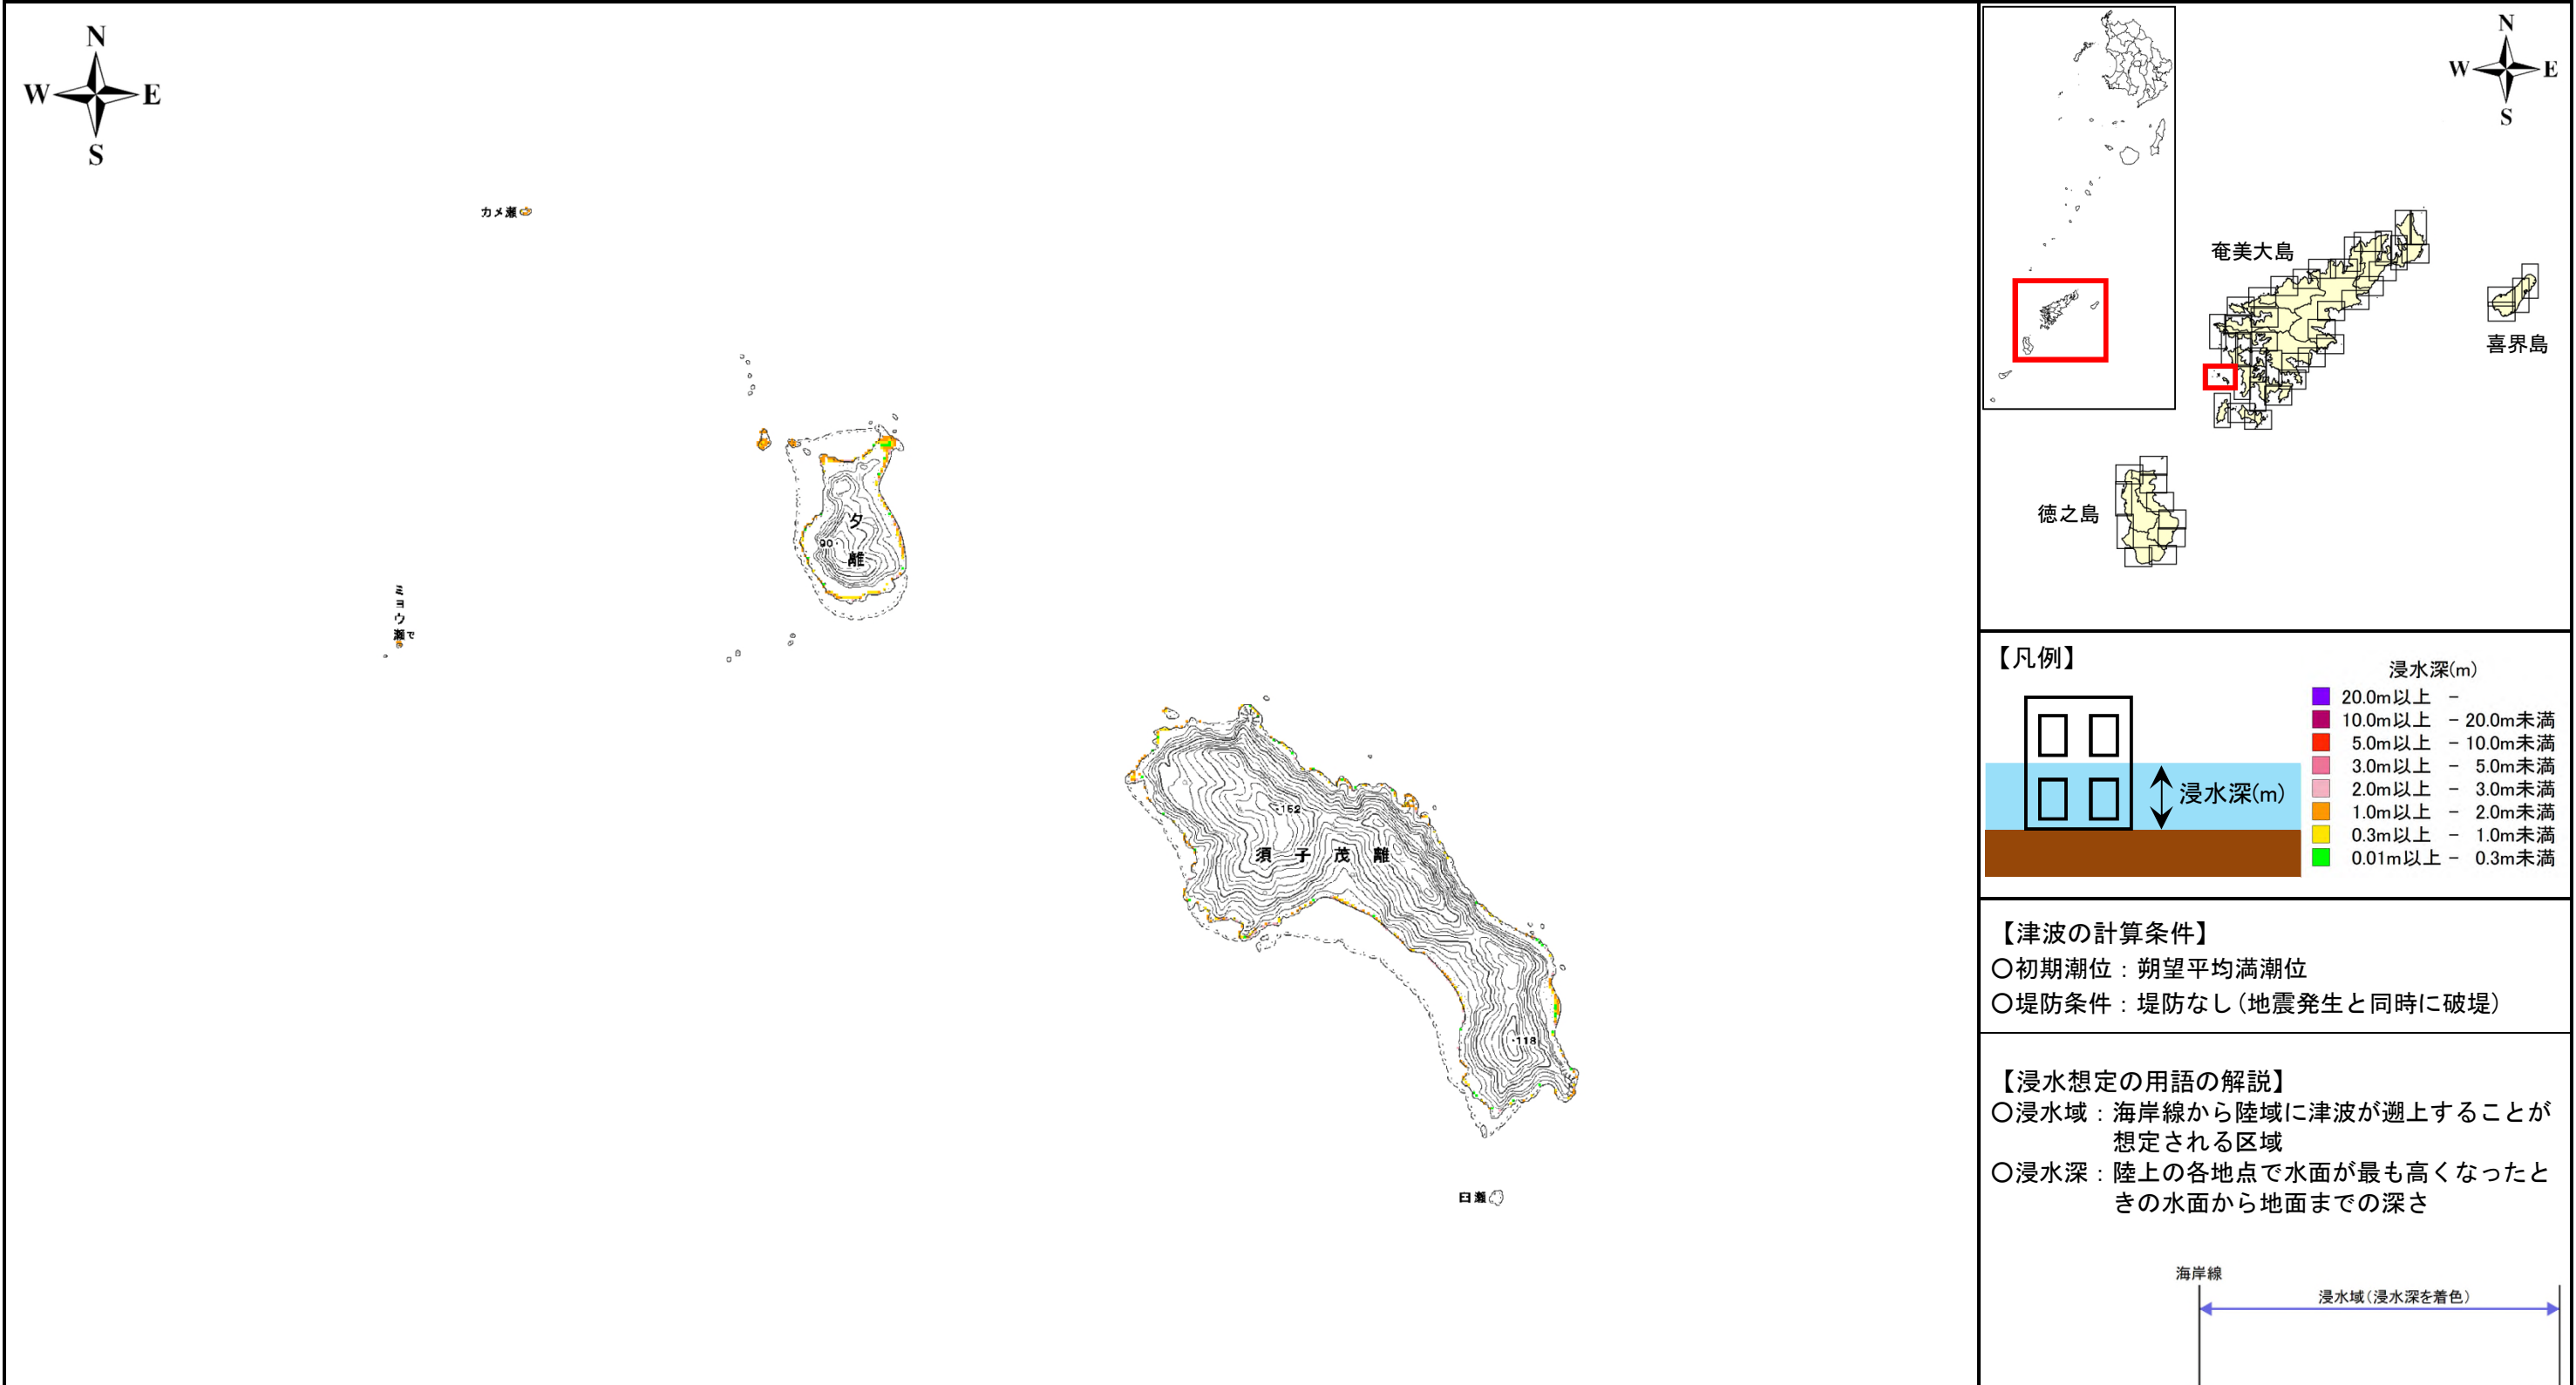 N
W E
S
カメ瀬
夕
90
離
ミョウ瀬で
152
須子茂離
118
臼瀬
N
W E
S
奄美大島
喜界島
徳之島
【凡例】
浸水深(m)
浸水深(m)
20.0m以上 -
10.0m以上 - 20.0m未満
5.0m以上 - 10.0m未満
3.0m以上 - 5.0m未満
2.0m以上 - 3.0m未満
1.0m以上 - 2.0m未満
0.3m以上 - 1.0m未満
0.01m以上 - 0.3m未満
【津波の計算条件】
○初期潮位：朔望平均満潮位
○堤防条件：堤防なし(地震発生と同時に破堤)
【浸水想定の用語の解説】
○浸水域：海岸線から陸域に津波が遡上することが
想定される区域
○浸水深：陸上の各地点で水面が最も高くなったと
きの水面から地面までの深さ
海岸線
浸水域(浸水深を着色)